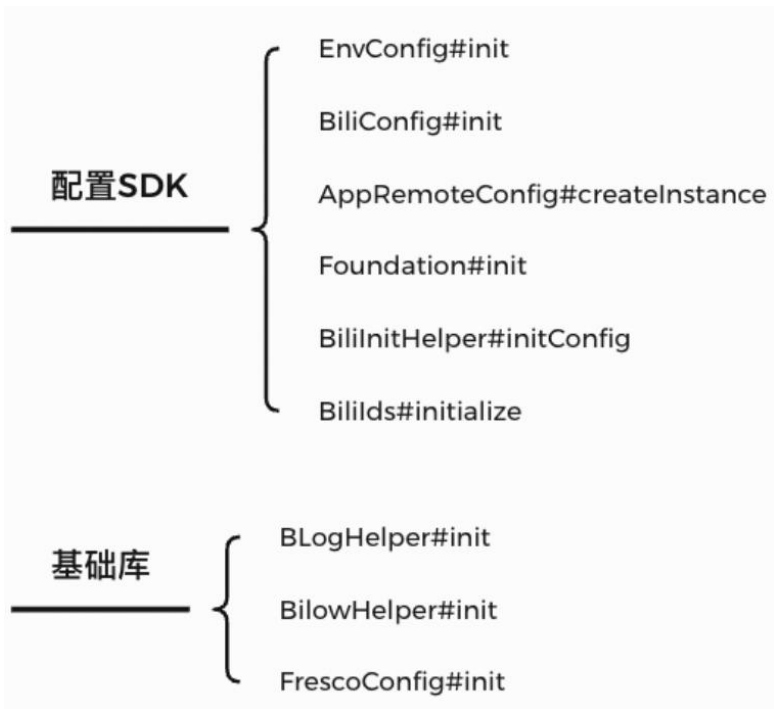 配置SDK
EnvConfig#init
BiliConfig#init
AppRemoteConfig#createInstance
Foundation#init
BiliInitHelper#initConfig
BiliIds#initialize
基础库
BLogHelper#init
BilowHelper#init
FrescoConfig#init